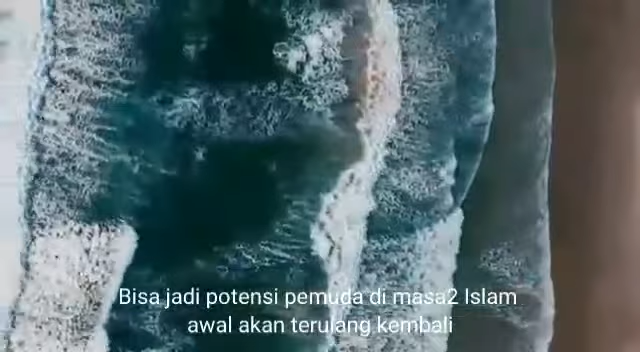 Bisa jadi potensi pemuda di masa2 Islam
awal akan terulang kembali